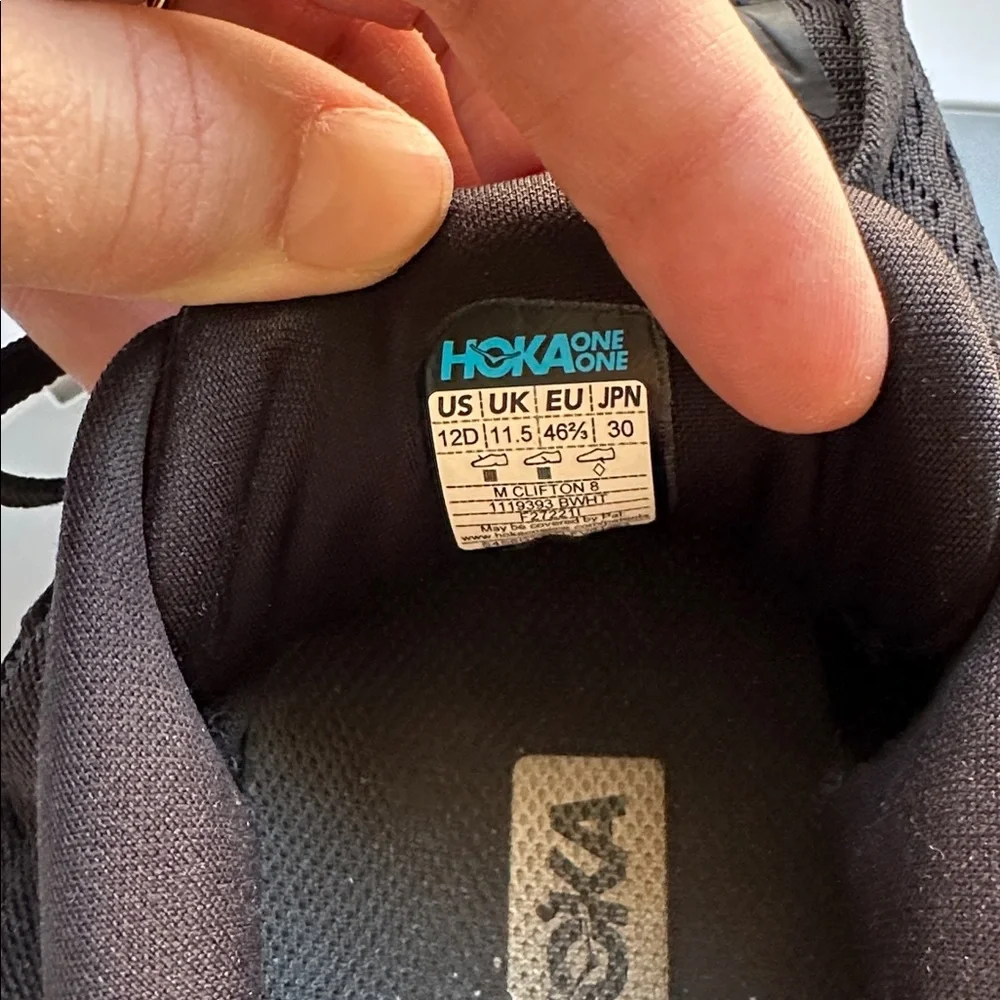 HOKA ONE ONE
US UK EU JPN
12D 11.5 46⅔ 30
M CLIFTON 8
1119393 BWHT
F27221I
May be covered by Pat
HOKA